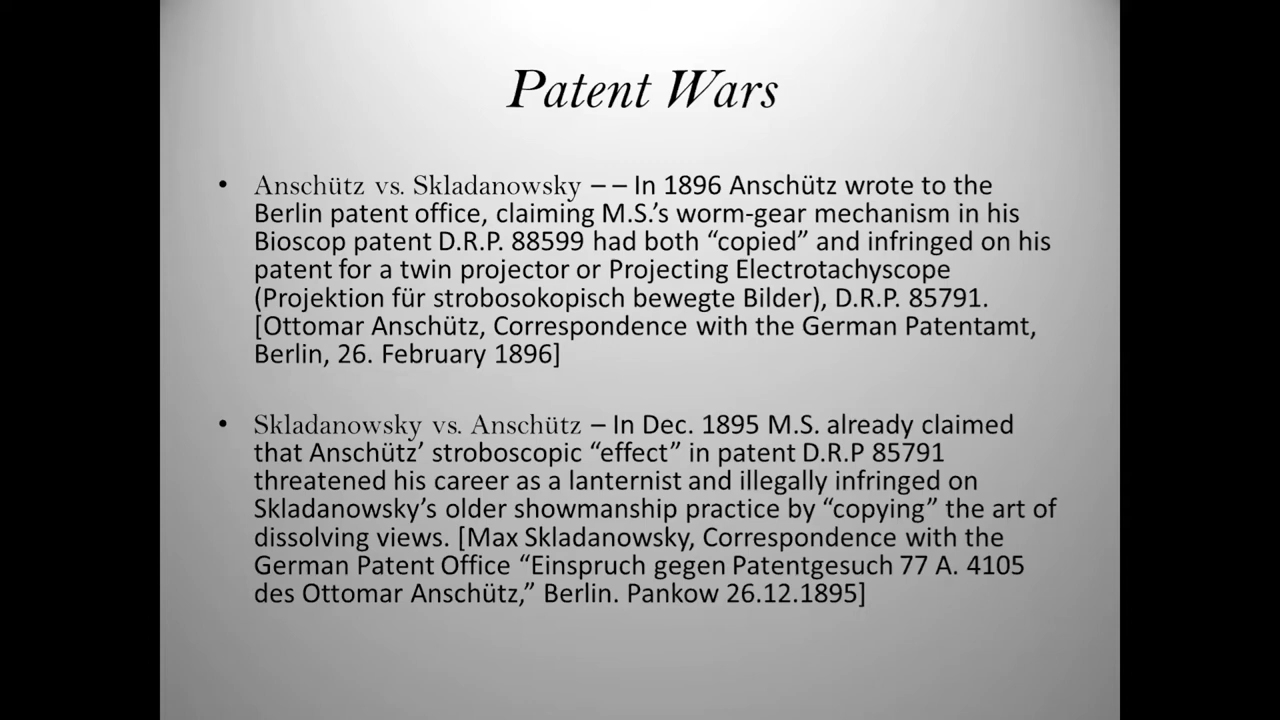 Patent Wars
• Anschütz vs. Skladanowsky – – In 1896 Anschütz wrote to the
Berlin patent office, claiming M.S.’s worm-gear mechanism in his
Bioscop patent D.R.P. 88599 had both “copied” and infringed on his
patent for a twin projector or Projecting Electrotachyscope
(Projektion für strobosokopisch bewegte Bilder), D.R.P. 85791.
[Ottomar Anschütz, Correspondence with the German Patentamt,
Berlin, 26. February 1896]
• Skladanowsky vs. Anschütz – In Dec. 1895 M.S. already claimed
that Anschütz’ stroboscopic “effect” in patent D.R.P 85791
threatened his career as a lanternist and illegally infringed on
Skladanowsky’s older showmanship practice by “copying” the art of
dissolving views. [Max Skladanowsky, Correspondence with the
German Patent Office “Einspruch gegen Patentgesuch 77 A. 4105
des Ottomar Anschütz,” Berlin. Pankow 26.12.1895]